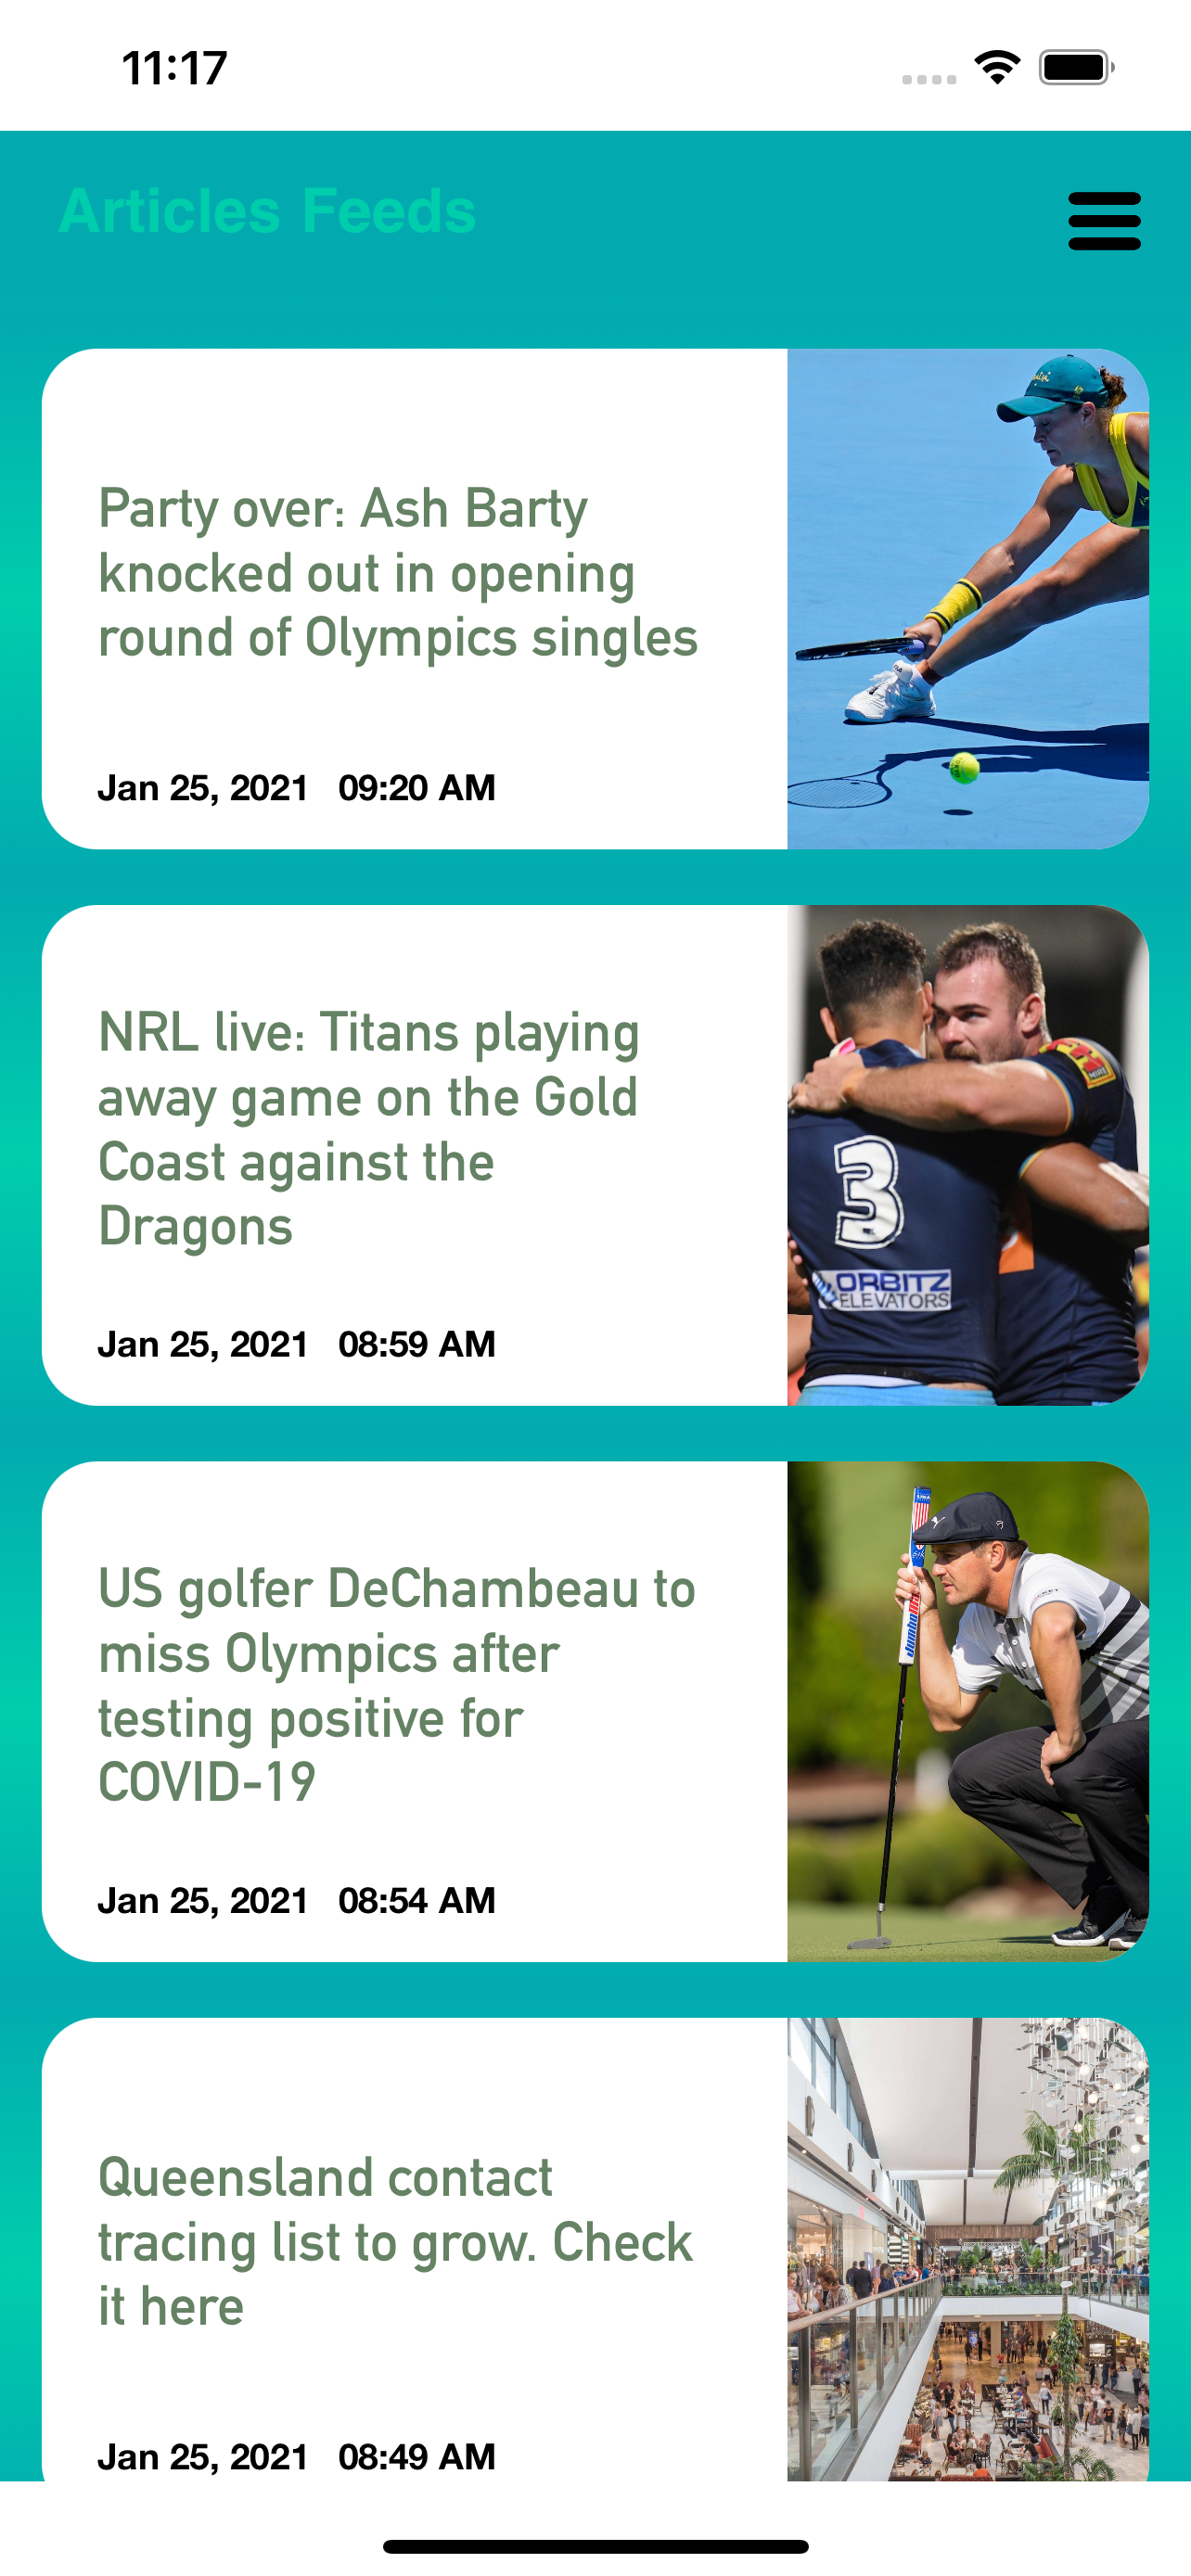 11:17
Articles Feeds
Party over: Ash Barty
knocked out in opening
round of Olympics singles
Jan 25, 2021 09:20 AM
NRL live: Titans playing
away game on the Gold
Coast against the
Dragons
Jan 25, 2021 08:59 AM
3
ORBITZ
ELEVATORS
US golfer DeChambeau to
miss Olympics after
testing positive for
COVID-19
Jan 25, 2021 08:54 AM
Queensland contact
tracing list to grow. Check
it here
Jan 25, 2021 08:49 AM